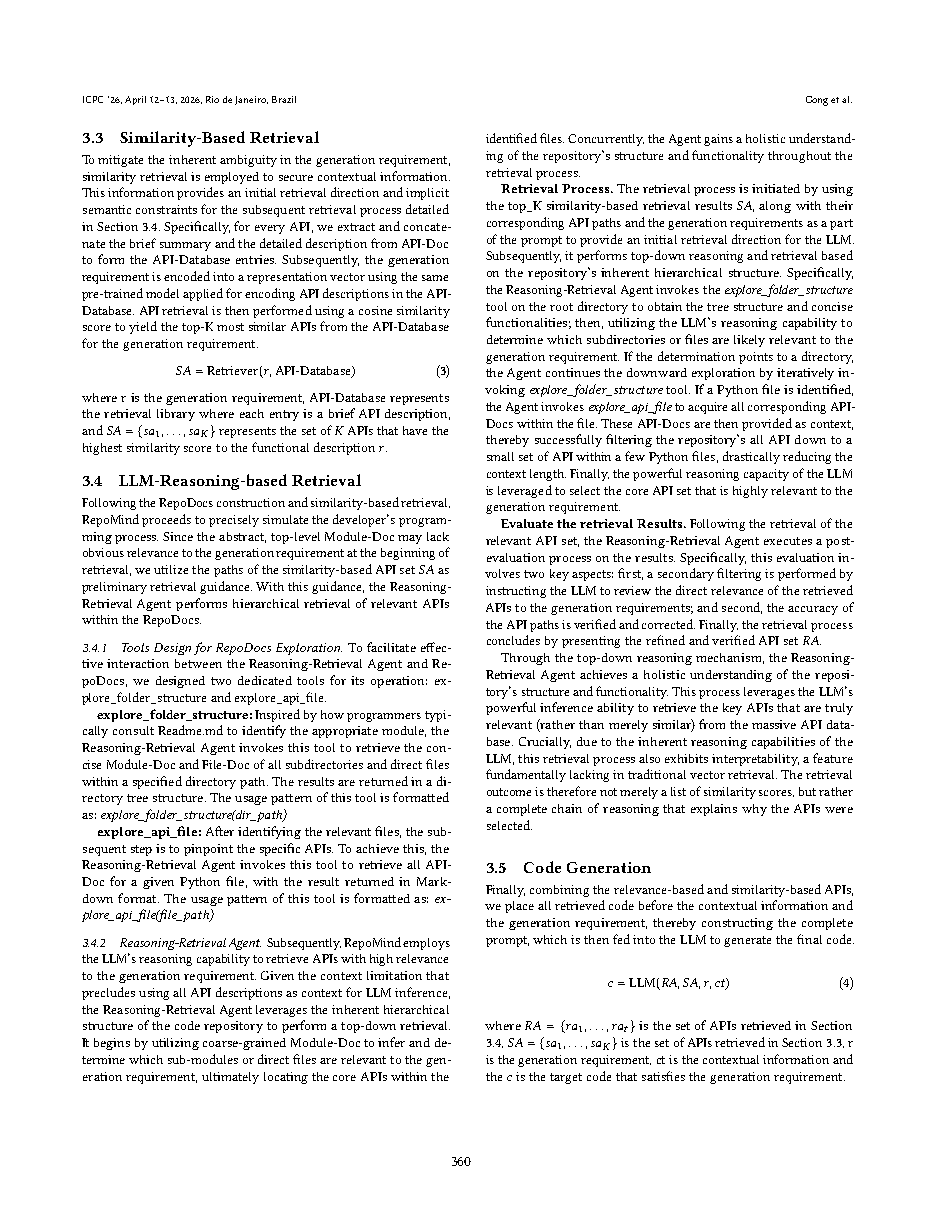 ICPC '26, April 12–13, 2026, Rio de Janeiro, Brazil
Gong et al.
3.3 Similarity-Based Retrieval
To mitigate the inherent ambiguity in the generation requirement,
similarity retrieval is employed to secure contextual information.
This information provides an initial retrieval direction and implicit
semantic constraints for the subsequent retrieval process detailed
in Section 3.4. Specifically, for every API, we extract and concate-
nate the brief summary and the detailed description from API-Doc
to form the API-Database entries. Subsequently, the generation
requirement is encoded into a representation vector using the same
pre-trained model applied for encoding API descriptions in the API-
Database. API retrieval is then performed using a cosine similarity
score to yield the top-K most similar APIs from the API-Database
for the generation requirement.
SA = Retriever(r, API-Database) (3)
where r is the generation requirement, API-Database represents
the retrieval library where each entry is a brief API description,
and SA = {sa₁, . . . , sa_K} represents the set of K APIs that have the
highest similarity score to the functional description r.
3.4 LLM-Reasoning-based Retrieval
Following the RepoDocs construction and similarity-based retrieval,
RepoMind proceeds to precisely simulate the developer's program-
ming process. Since the abstract, top-level Module-Doc may lack
obvious relevance to the generation requirement at the beginning of
retrieval, we utilize the paths of the similarity-based API set SA as
preliminary retrieval guidance. With this guidance, the Reasoning-
Retrieval Agent performs hierarchical retrieval of relevant APIs
within the RepoDocs.
3.4.1 Tools Design for RepoDocs Exploration. To facilitate effec-
tive interaction between the Reasoning-Retrieval Agent and Re-
poDocs, we designed two dedicated tools for its operation: ex-
plore_folder_structure and explore_api_file.
explore_folder_structure: Inspired by how programmers typi-
cally consult Readme.md to identify the appropriate module, the
Reasoning-Retrieval Agent invokes this tool to retrieve the con-
cise Module-Doc and File-Doc of all subdirectories and direct files
within a specified directory path. The results are returned in a di-
rectory tree structure. The usage pattern of this tool is formatted
as: explore_folder_structure(dir_path)
explore_api_file: After identifying the relevant files, the sub-
sequent step is to pinpoint the specific APIs. To achieve this, the
Reasoning-Retrieval Agent invokes this tool to retrieve all API-
Doc for a given Python file, with the result returned in Mark-
down format. The usage pattern of this tool is formatted as: ex-
plore_api_file(file_path)
3.4.2 Reasoning-Retrieval Agent. Subsequently, RepoMind employs
the LLM's reasoning capability to retrieve APIs with high relevance
to the generation requirement. Given the context limitation that
precludes using all API descriptions as context for LLM inference,
the Reasoning-Retrieval Agent leverages the inherent hierarchical
structure of the code repository to perform a top-down retrieval.
It begins by utilizing coarse-grained Module-Doc to infer and de-
termine which sub-modules or direct files are relevant to the gen-
eration requirement, ultimately locating the core APIs within the
identified files. Concurrently, the Agent gains a holistic understand-
ing of the repository's structure and functionality throughout the
retrieval process.
Retrieval Process. The retrieval process is initiated by using
the top_K similarity-based retrieval results SA, along with their
corresponding API paths and the generation requirements as a part
of the prompt to provide an initial retrieval direction for the LLM.
Subsequently, it performs top-down reasoning and retrieval based
on the repository's inherent hierarchical structure. Specifically,
the Reasoning-Retrieval Agent invokes the explore_folder_structure
tool on the root directory to obtain the tree structure and concise
functionalities; then, utilizing the LLM's reasoning capability to
determine which subdirectories or files are likely relevant to the
generation requirement. If the determination points to a directory,
the Agent continues the downward exploration by iteratively in-
voking explore_folder_structure tool. If a Python file is identified,
the Agent invokes explore_api_file to acquire all corresponding API-
Docs within the file. These API-Docs are then provided as context,
thereby successfully filtering the repository's all API down to a
small set of API within a few Python files, drastically reducing the
context length. Finally, the powerful reasoning capacity of the LLM
is leveraged to select the core API set that is highly relevant to the
generation requirement.
Evaluate the retrieval Results. Following the retrieval of the
relevant API set, the Reasoning-Retrieval Agent executes a post-
evaluation process on the results. Specifically, this evaluation in-
volves two key aspects: first, a secondary filtering is performed by
instructing the LLM to review the direct relevance of the retrieved
APIs to the generation requirements; and second, the accuracy of
the API paths is verified and corrected. Finally, the retrieval process
concludes by presenting the refined and verified API set RA.
Through the top-down reasoning mechanism, the Reasoning-
Retrieval Agent achieves a holistic understanding of the reposi-
tory's structure and functionality. This process leverages the LLM's
powerful inference ability to retrieve the key APIs that are truly
relevant (rather than merely similar) from the massive API data-
base. Crucially, due to the inherent reasoning capabilities of the
LLM, this retrieval process also exhibits interpretability, a feature
fundamentally lacking in traditional vector retrieval. The retrieval
outcome is therefore not merely a list of similarity scores, but rather
a complete chain of reasoning that explains why the APIs were
selected.
3.5 Code Generation
Finally, combining the relevance-based and similarity-based APIs,
we place all retrieved code before the contextual information and
the generation requirement, thereby constructing the complete
prompt, which is then fed into the LLM to generate the final code.
c = LLM(RA, SA, r, ct) (4)
where RA = {ra₁, . . . , raₜ} is the set of APIs retrieved in Section
3.4, SA = {sa₁, . . . , sa_K} is the set of APIs retrieved in Section 3.3, r
is the generation requirement, ct is the contextual information and
the c is the target code that satisfies the generation requirement.
360